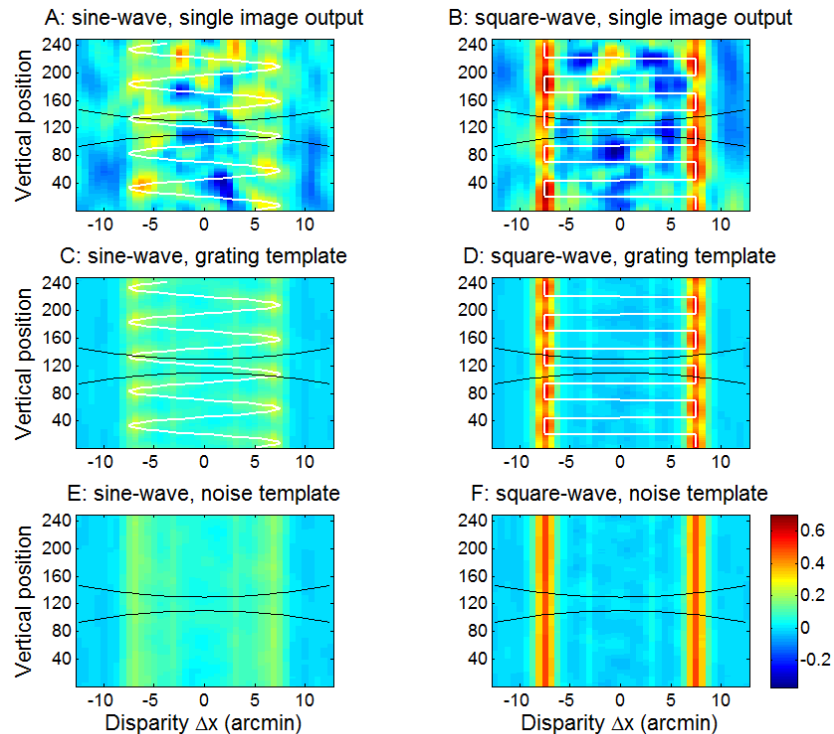 A: sine-wave, single image output
B: square-wave, single image output
Vertical position
240
200
160
120
80
40
-10 -5 0 5 10
240
200
160
120
80
40
-10 -5 0 5 10
C: sine-wave, grating template
D: square-wave, grating template
Vertical position
240
200
160
120
80
40
-10 -5 0 5 10
240
200
160
120
80
40
-10 -5 0 5 10
E: sine-wave, noise template
F: square-wave, noise template
Vertical position
240
200
160
120
80
40
-10 -5 0 5 10
Disparity Δx (arcmin)
240
200
160
120
80
40
-10 -5 0 5 10
Disparity Δx (arcmin)
0.6
0.4
0.2
0
-0.2